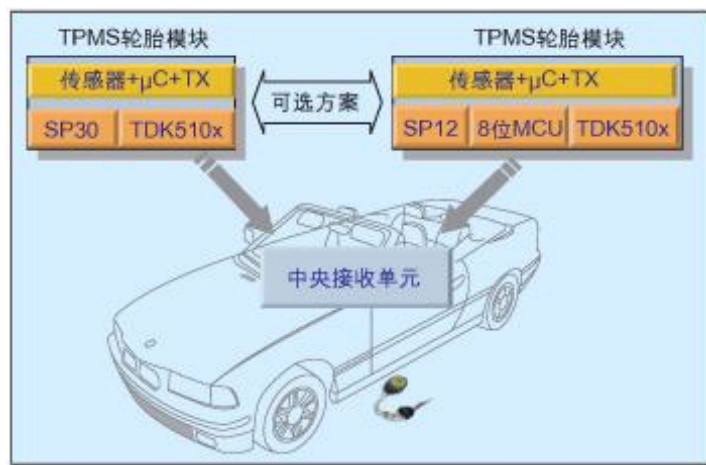 TPMS轮胎模块
传感器+μC+TX
SP30 TDK510x
可选方案
TPMS轮胎模块
传感器+μC+TX
SP12 8位MCU TDK510x
中央接收单元